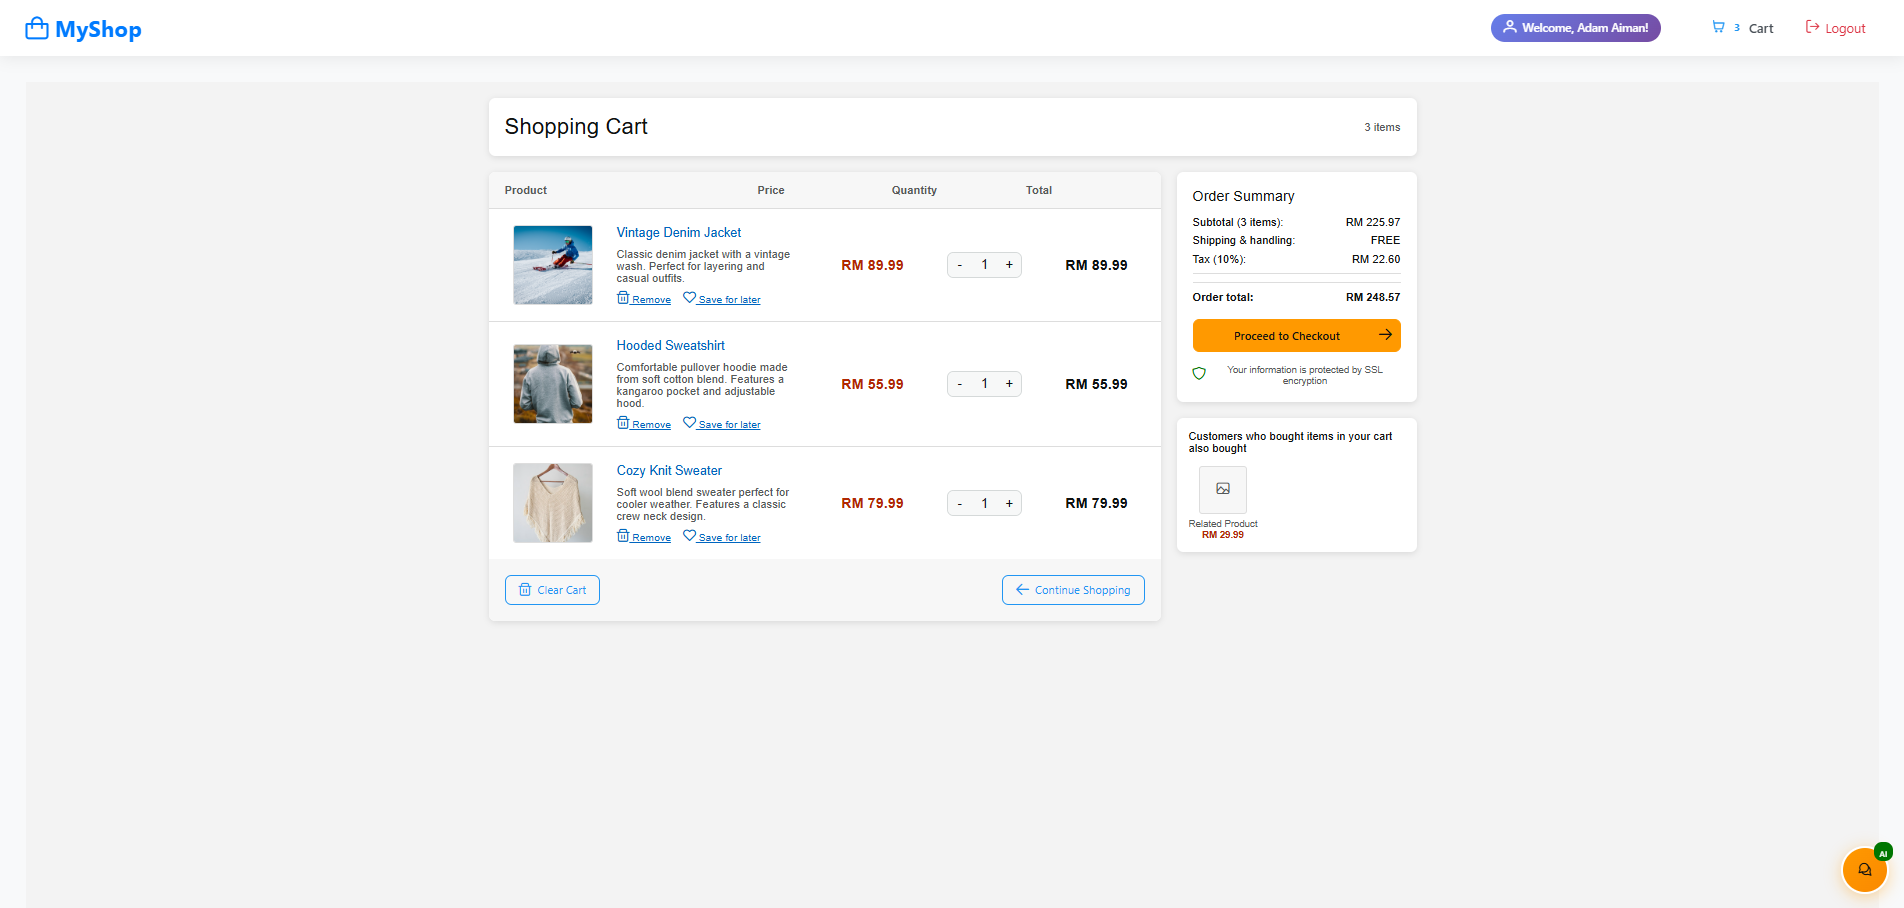 MyShop
Welcome, Adam Aiman!
3 Cart
Logout
Shopping Cart
3 items
Product Price Quantity Total
Vintage Denim Jacket
Classic denim jacket with a vintage
wash. Perfect for layering and
casual outfits.
Remove Save for later
RM 89.99
- 1 +
RM 89.99
Hooded Sweatshirt
Comfortable pullover hoodie made
from soft cotton blend. Features a
kangaroo pocket and adjustable
hood.
Remove Save for later
RM 55.99
- 1 +
RM 55.99
Cozy Knit Sweater
Soft wool blend sweater perfect for
cooler weather. Features a classic
crew neck design.
Remove Save for later
RM 79.99
- 1 +
RM 79.99
Clear Cart
Continue Shopping
Order Summary
Subtotal (3 items): RM 225.97
Shipping & handling: FREE
Tax (10%): RM 22.60
Order total: RM 248.57
Proceed to Checkout
Your information is protected by SSL
encryption
Customers who bought items in your cart
also bought
Related Product
RM 29.99
AI